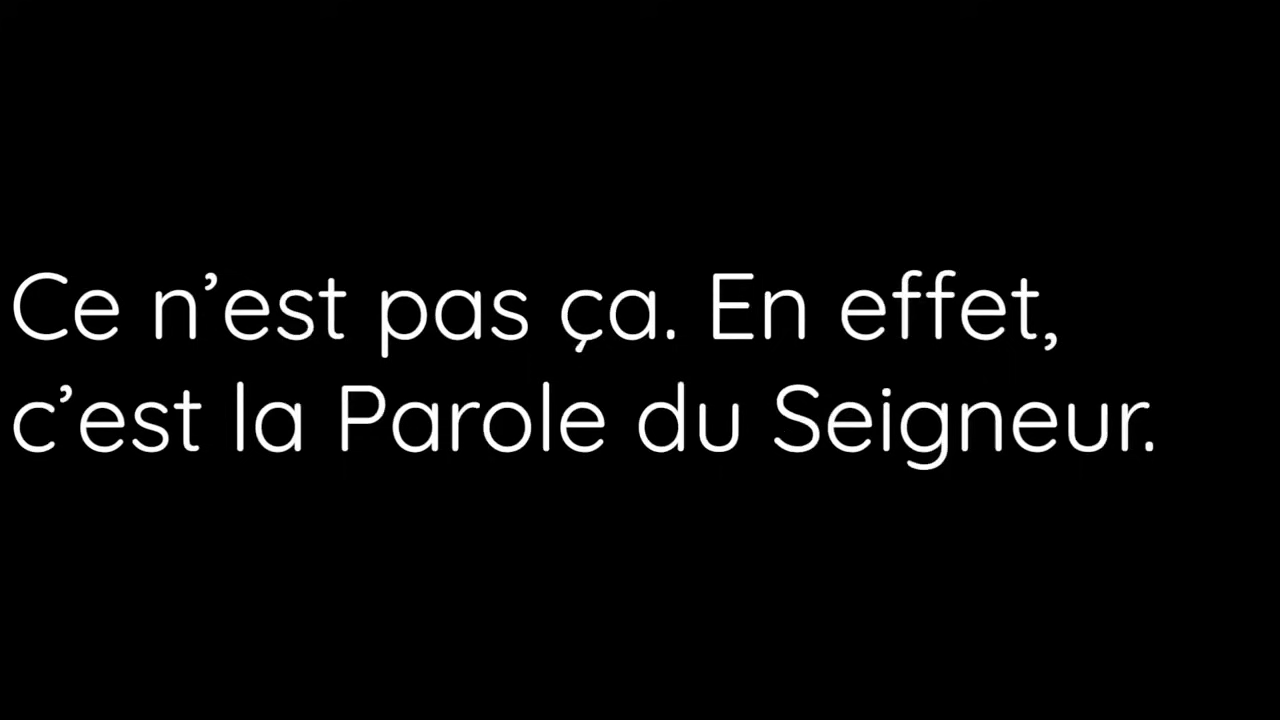 Ce n’est pas ça. En effet,
c’est la Parole du Seigneur.